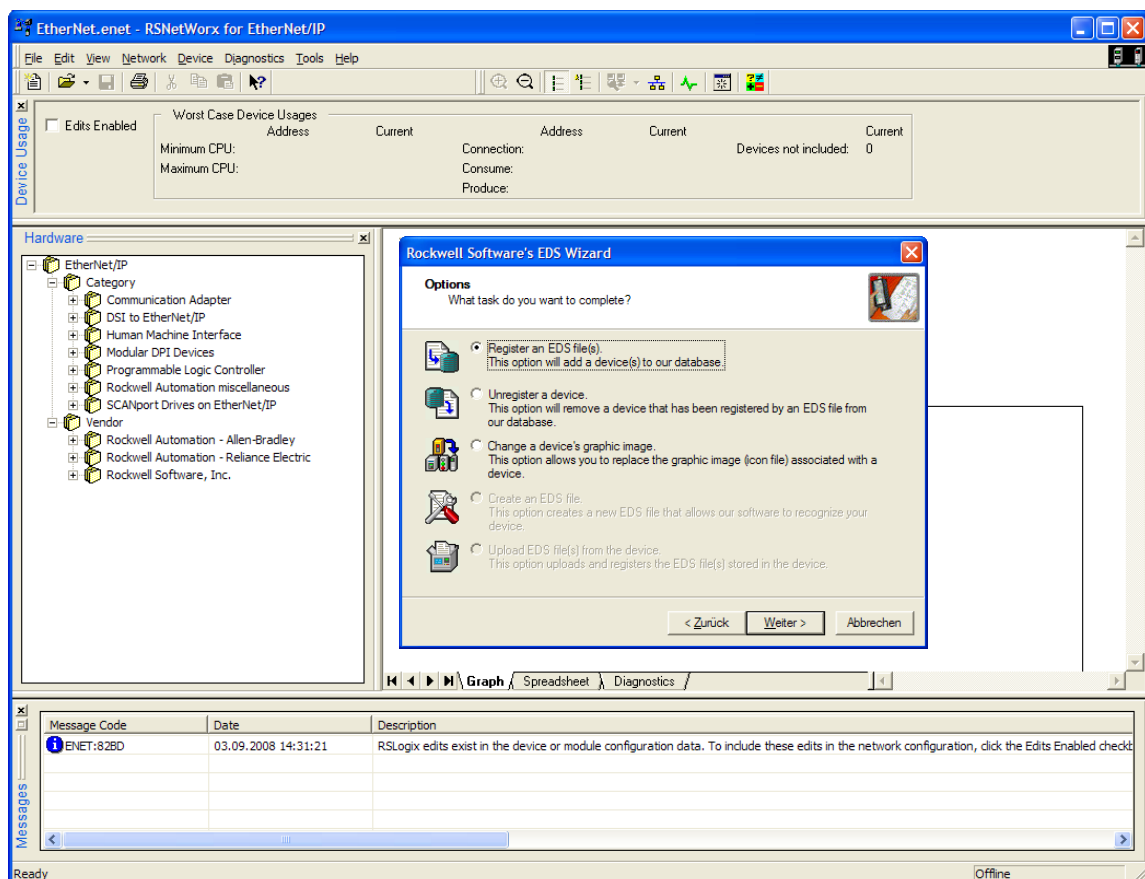 EtherNet.enet - RSNetWorx for EtherNet/IP
File Edit View Network Device Diagnostics Tools Help
Device Usage
Edits Enabled
Worst Case Device Usages
Address Current Address Current Current
Minimum CPU: Connection: Devices not included: 0
Maximum CPU: Consume:
Produce:
Hardware
EtherNet/IP
Category
Communication Adapter
DSI to EtherNet/IP
Human Machine Interface
Modular DPI Devices
Programmable Logic Controller
Rockwell Automation miscellaneous
SCANport Drives on EtherNet/IP
Vendor
Rockwell Automation - Allen-Bradley
Rockwell Automation - Reliance Electric
Rockwell Software, Inc.
Rockwell Software's EDS Wizard
Options
What task do you want to complete?
Register an EDS file(s).
This option will add a device(s) to our database.
Unregister a device.
This option will remove a device that has been registered by an EDS file from
our database.
Change a device's graphic image.
This option allows you to replace the graphic image (icon file) associated with a
device.
Create an EDS file.
This option creates a new EDS file that allows our software to recognize your
device.
Upload EDS file(s) from the device.
This option uploads and registers the EDS file(s) stored in the device.
< Zurück Weiter > Abbrechen
Graph Spreadsheet Diagnostics
Messages
Message Code Date Description
ENET:82BD 03.09.2008 14:31:21 RSLogix edits exist in the device or module configuration data. To include these edits in the network configuration, click the Edits Enabled checkb
Ready Offline